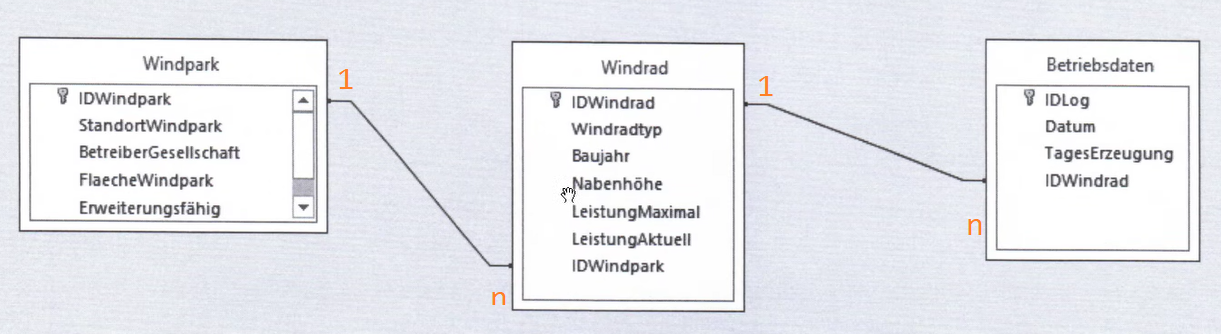 Windpark
1
IDWindpark
StandortWindpark
BetreiberGesellschaft
FlaecheWindpark
Erweiterungsfähig
Windrad
1
IDWindrad
Windradtyp
Baujahr
Nabenhöhe
LeistungMaximal
LeistungAktuell
IDWindpark
n
Betriebsdaten
IDLog
Datum
TagesErzeugung
IDWindrad
n